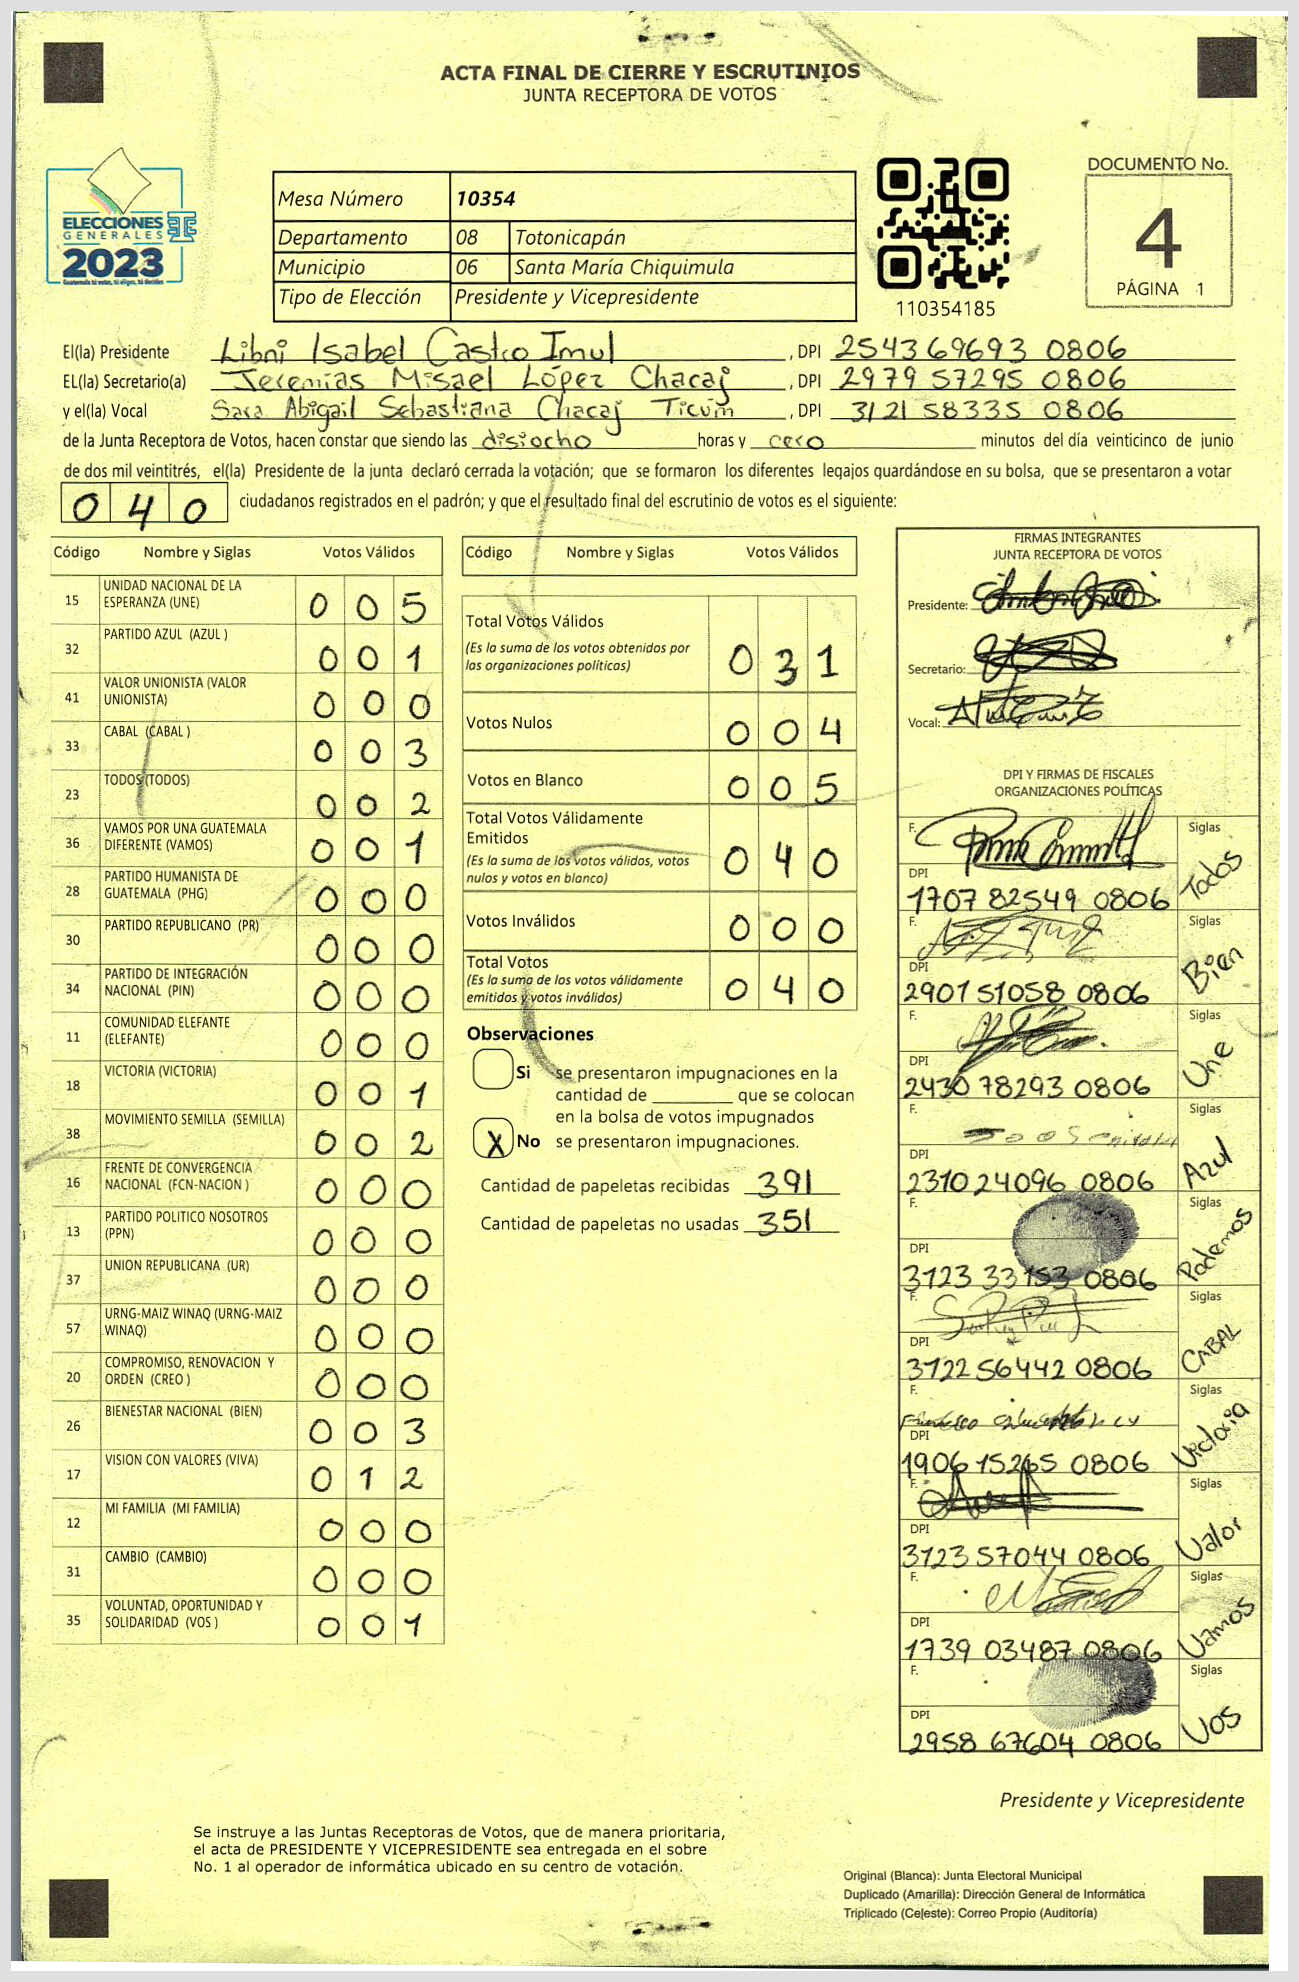 ACTA FINAL DE CIERRE Y ESCRUTINIOS
JUNTA RECEPTORA DE VOTOS
ELECCIONES
GENERALES
2023
Mesa Número 10354
Departamento 08 Totonicapán
Municipio 06 Santa María Chiquimula
Tipo de Elección Presidente y Vicepresidente
110354185
DOCUMENTO No.
4
PÁGINA 1
El(la) Presidente Libni Isabel Castro Imul , DPI 2543 69693 0806
EL(la) Secretario(a) Jeremías Misael López Chacaj , DPI 2979 57295 0806
y el(la) Vocal Sara Abigail Sebastiana Chacaj Ticúm , DPI 3121 58335 0806
de la Junta Receptora de Votos, hacen constar que siendo las disiocho horas y cero minutos del día veinticinco de junio
de dos mil veintitrés, el(la) Presidente de la junta declaró cerrada la votación; que se formaron los diferentes legajos quardándose en su bolsa, que se presentaron a votar
040 ciudadanos registrados en el padrón; y que el resultado final del escrutinio de votos es el siguiente:
Código Nombre y Siglas Votos Válidos
15 UNIDAD NACIONAL DE LA
ESPERANZA (UNE) 0 0 5
32 PARTIDO AZUL (AZUL ) 0 0 1
41 VALOR UNIONISTA (VALOR
UNIONISTA) 0 0 0
33 CABAL (CABAL ) 0 0 3
23 TODOS (TODOS) 0 0 2
36 VAMOS POR UNA GUATEMALA
DIFERENTE (VAMOS) 0 0 1
28 PARTIDO HUMANISTA DE
GUATEMALA (PHG) 0 0 0
30 PARTIDO REPUBLICANO (PR) 0 0 0
34 PARTIDO DE INTEGRACIÓN
NACIONAL (PIN) 0 0 0
11 COMUNIDAD ELEFANTE
(ELEFANTE) 0 0 0
18 VICTORIA (VICTORIA) 0 0 1
38 MOVIMIENTO SEMILLA (SEMILLA) 0 0 2
16 FRENTE DE CONVERGENCIA
NACIONAL (FCN-NACION ) 0 0 0
13 PARTIDO POLITICO NOSOTROS
(PPN) 0 0 0
37 UNION REPUBLICANA (UR) 0 0 0
57 URNG-MAIZ WINAQ (URNG-MAIZ
WINAQ) 0 0 0
20 COMPROMISO, RENOVACION Y
ORDEN (CREO ) 0 0 0
26 BIENESTAR NACIONAL (BIEN) 0 0 3
17 VISION CON VALORES (VIVA) 0 1 2
12 MI FAMILIA (MI FAMILIA) 0 0 0
31 CAMBIO (CAMBIO) 0 0 0
35 VOLUNTAD, OPORTUNIDAD Y
SOLIDARIDAD (VOS ) 0 0 1
Código Nombre y Siglas Votos Válidos
Total Votos Válidos
(Es la suma de los votos obtenidos por
las organizaciones políticas) 0 3 1
Votos Nulos 0 0 4
Votos en Blanco 0 0 5
Total Votos Válidamente
Emitidos
(Es la suma de los votos válidos, votos
nulos y votos en blanco) 0 4 0
Votos Inválidos 0 0 0
Total Votos
(Es la suma de los votos válidamente
emitidos y votos inválidos) 0 4 0
Observaciones
Si se presentaron impugnaciones en la
cantidad de ________ que se colocan
en la bolsa de votos impugnados
X No se presentaron impugnaciones.
Cantidad de papeletas recibidas 391
Cantidad de papeletas no usadas 351
FIRMAS INTEGRANTES
JUNTA RECEPTORA DE VOTOS
Presidente:
Secretario:
Vocal:
DPI Y FIRMAS DE FISCALES
ORGANIZACIONES POLÍTICAS
F. Siglas Todos
DPI
1707 82549 0806
F. Siglas Bien
DPI
2901 51058 0806
F. Siglas Une
DPI
2430 78293 0806
F. Siglas Azul
DPI
2310 24096 0806
F. Siglas Podemos
DPI
3123 33153 0806
F. Siglas CABAL
DPI
3122 56442 0806
F. Siglas Victoria
DPI
1906 15265 0806
F. Siglas Valor
DPI
3123 57044 0806
F. Siglas Vamos
DPI
1739 03487 0806
F. Siglas VOS
DPI
2958 67604 0806
Presidente y Vicepresidente
Se instruye a las Juntas Receptoras de Votos, que de manera prioritaria,
el acta de PRESIDENTE Y VICEPRESIDENTE sea entregada en el sobre
No. 1 al operador de informática ubicado en su centro de votación.
Original (Blanca): Junta Electoral Municipal
Duplicado (Amarilla): Dirección General de Informática
Triplicado (Celeste): Correo Propio (Auditoría)